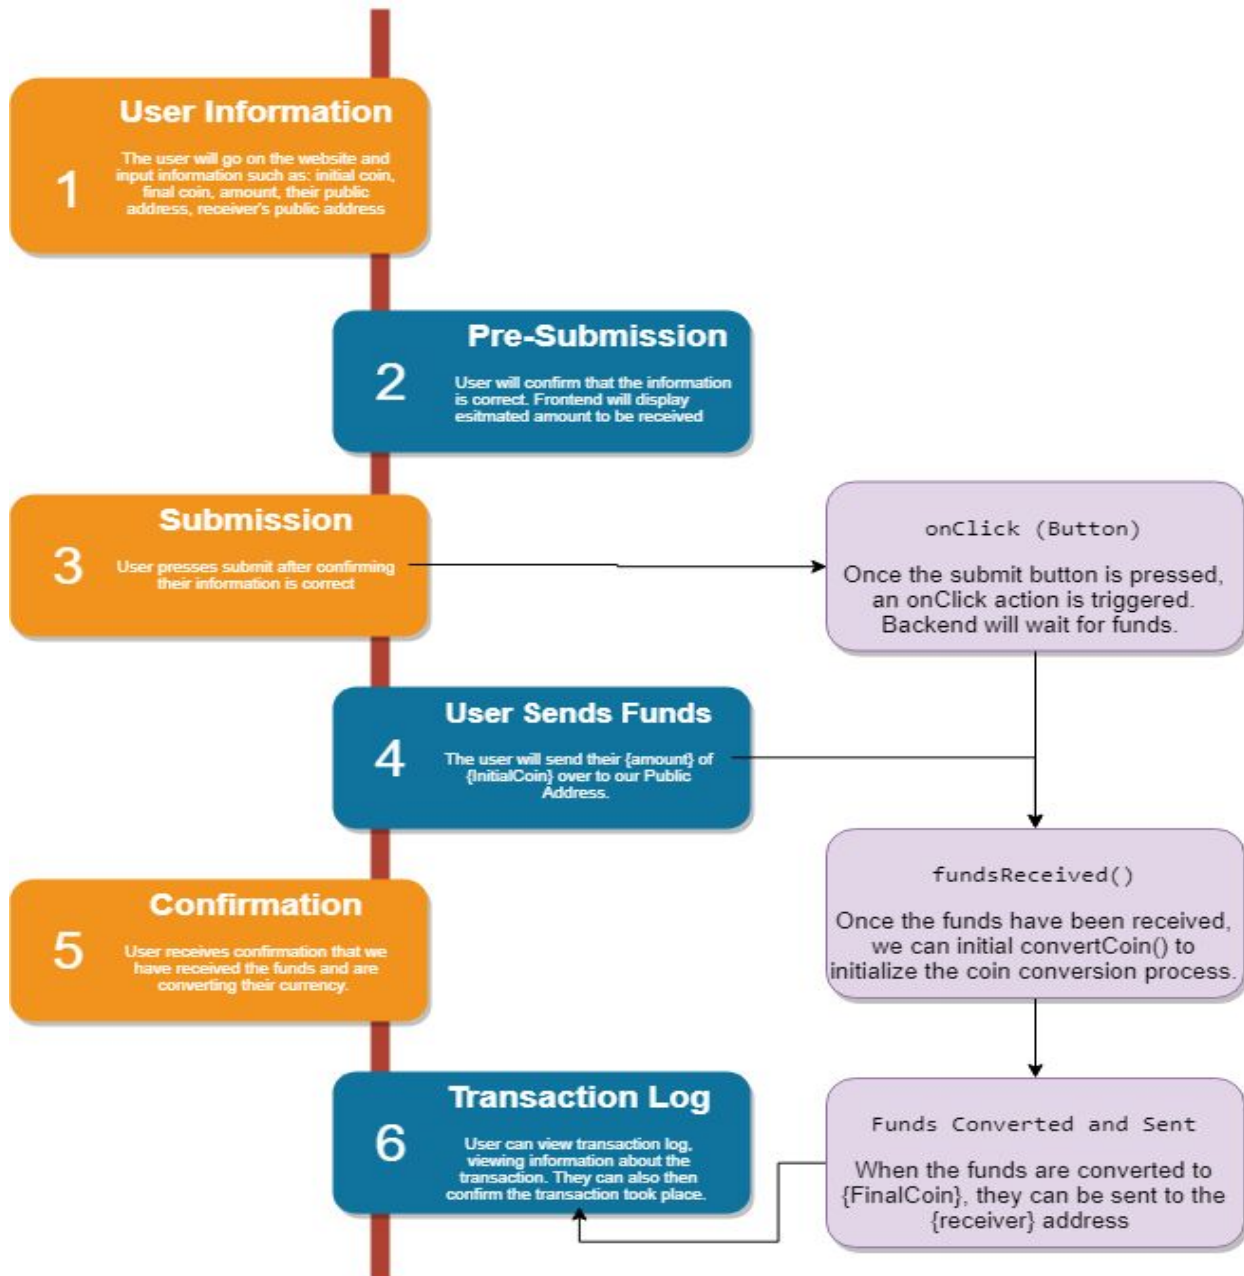 User Information
1
The user will go on the website and
input information such as: initial coin,
final coin, amount, their public
address, receiver's public address
Pre-Submission
2
User will confirm that the information
is correct. Frontend will display
esitmated amount to be received
Submission
3
User presses submit after confirming
their information is correct
onClick (Button)
Once the submit button is pressed,
an onClick action is triggered.
Backend will wait for funds.
User Sends Funds
4
The user will send their {amount} of
{InitialCoin} over to our Public
Address.
fundsReceived()
Once the funds have been received,
we can initial convertCoin() to
initialize the coin conversion process.
Confirmation
5
User receives confirmation that we
have received the funds and are
converting their currency.
Transaction Log
6
User can view transaction log,
viewing information about the
transaction. They can also then
confirm the transaction took place.
Funds Converted and Sent
When the funds are converted to
{FinalCoin}, they can be sent to the
{receiver} address